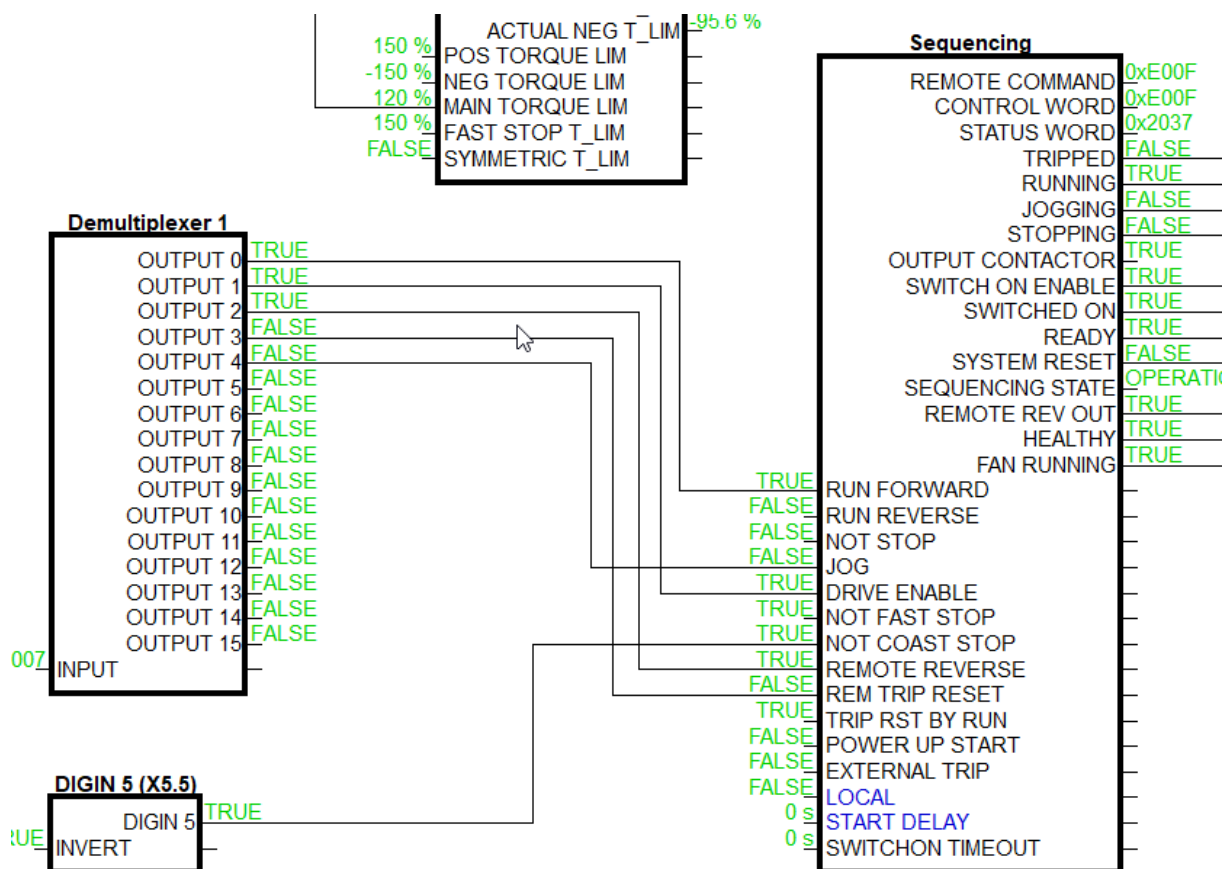 ACTUAL NEG T_LIM -95.6 %
150 % POS TORQUE LIM
-150 % NEG TORQUE LIM
120 % MAIN TORQUE LIM
150 % FAST STOP T_LIM
FALSE SYMMETRIC T_LIM
Sequencing
REMOTE COMMAND 0xE00F
CONTROL WORD 0xE00F
STATUS WORD 0x2037
TRIPPED FALSE
RUNNING TRUE
JOGGING FALSE
STOPPING FALSE
OUTPUT CONTACTOR TRUE
SWITCH ON ENABLE TRUE
SWITCHED ON TRUE
READY TRUE
SYSTEM RESET FALSE
SEQUENCING STATE OPERATIO
REMOTE REV OUT TRUE
HEALTHY TRUE
FAN RUNNING TRUE
TRUE RUN FORWARD
FALSE RUN REVERSE
FALSE NOT STOP
FALSE JOG
TRUE DRIVE ENABLE
TRUE NOT FAST STOP
TRUE NOT COAST STOP
TRUE REMOTE REVERSE
FALSE REM TRIP RESET
TRUE TRIP RST BY RUN
FALSE POWER UP START
FALSE EXTERNAL TRIP
FALSE LOCAL
0 s START DELAY
0 s SWITCHON TIMEOUT
Demultiplexer 1
OUTPUT 0 TRUE
OUTPUT 1 TRUE
OUTPUT 2 TRUE
OUTPUT 3 FALSE
OUTPUT 4 FALSE
OUTPUT 5 FALSE
OUTPUT 6 FALSE
OUTPUT 7 FALSE
OUTPUT 8 FALSE
OUTPUT 9 FALSE
OUTPUT 10 FALSE
OUTPUT 11 FALSE
OUTPUT 12 FALSE
OUTPUT 13 FALSE
OUTPUT 14 FALSE
OUTPUT 15 FALSE
007 INPUT
DIGIN 5 (X5.5)
DIGIN 5 TRUE
RUE INVERT